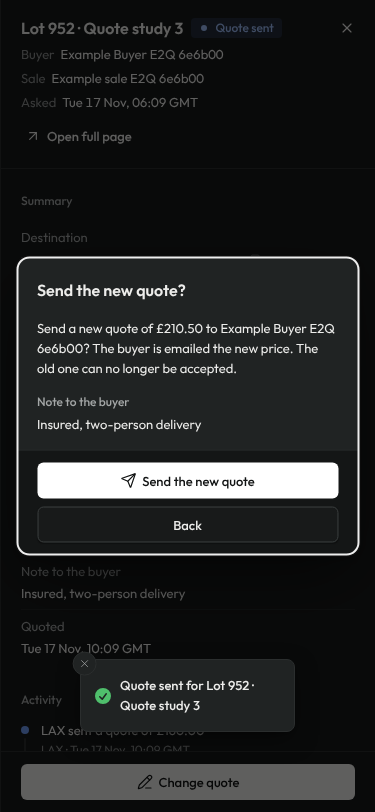 Lot 952 · Quote study 3 Quote sent
Buyer Example Buyer E2Q 6e6b00
Sale Example sale E2Q 6e6b00
Asked Tue 17 Nov, 06:09 GMT
Open full page
Summary
Destination
Send the new quote?
Send a new quote of £210.50 to Example Buyer E2Q
6e6b00? The buyer is emailed the new price. The
old one can no longer be accepted.
Note to the buyer
Insured, two-person delivery
Send the new quote
Back
Note to the buyer
Insured, two-person delivery
Quoted
Tue 17 Nov, 10:09 GMT
Quote sent for Lot 952 ·
Quote study 3
Activity
LAX sent a quote of
LAX · Tue 17 Nov, 10:09 GMT
Change quote